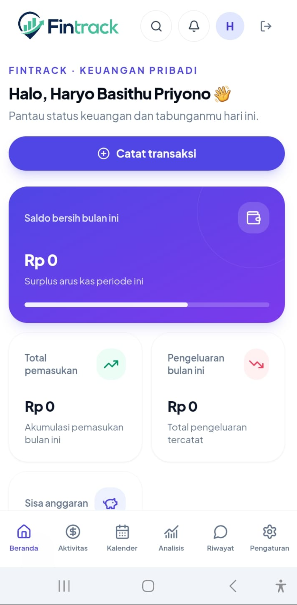 Fintrack
H
FINTRACK · KEUANGAN PRIBADI
Halo, Haryo Basithu Priyono 👋
Pantau status keuangan dan tabunganmu hari ini.
Catat transaksi
Saldo bersih bulan ini
Rp 0
Surplus arus kas periode ini
Total
pemasukan
Rp 0
Akumulasi pemasukan
bulan ini
Pengeluaran
bulan ini
Rp 0
Total pengeluaran
tercatat
Sisa anggaran
Beranda
Aktivitas
Kalender
Analisis
Riwayat
Pengaturan